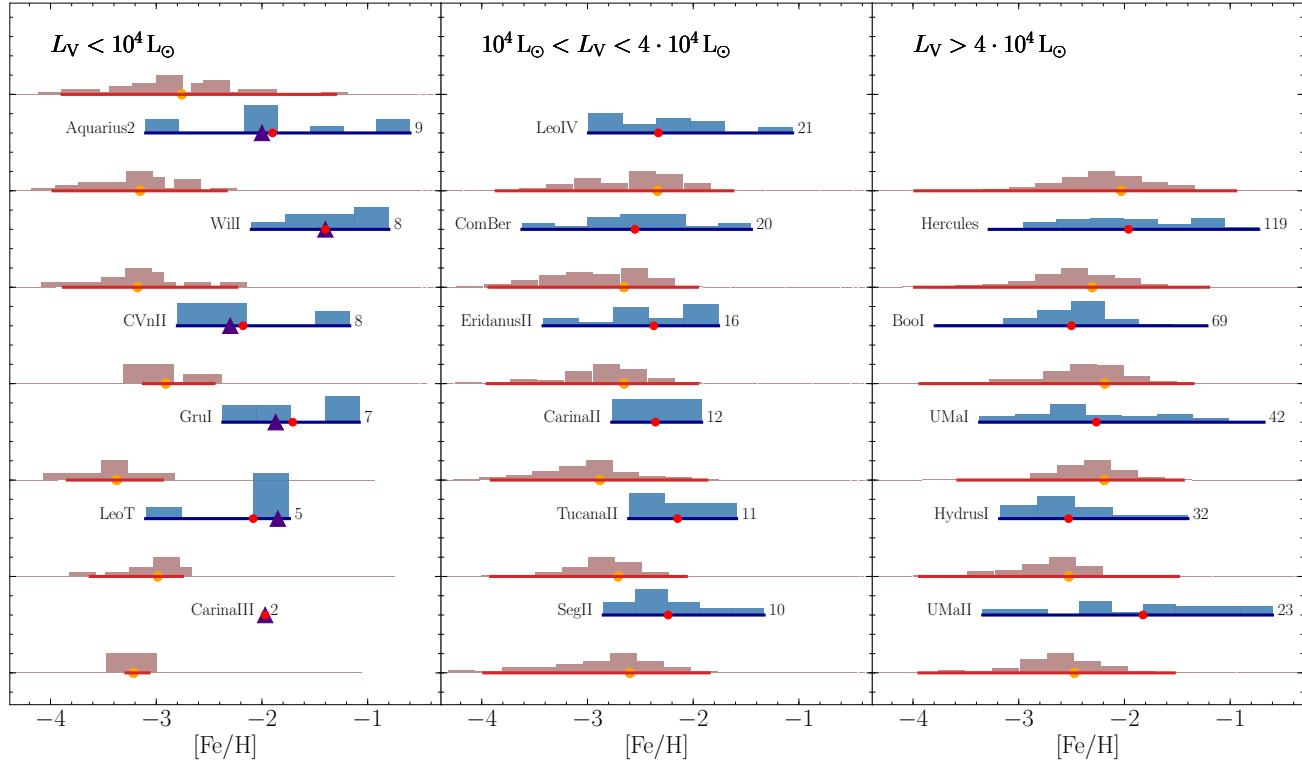 L_V < 10^4 L_⊙
10^4 L_⊙ < L_V < 4 · 10^4 L_⊙
L_V > 4 · 10^4 L_⊙
Aquarius2 9
LeoIV 21
WilI 8
ComBer 20
Hercules 119
CVnII 8
EridanusII 16
BooI 69
GruI 7
CarinaII 12
UMaI 42
LeoT 5
TucanaII 11
HydrusI 32
CarinaIII 2
SegII 10
UMaII 23
−4 −3 −2 −1
−4 −3 −2 −1
−4 −3 −2 −1
[Fe/H]
[Fe/H]
[Fe/H]